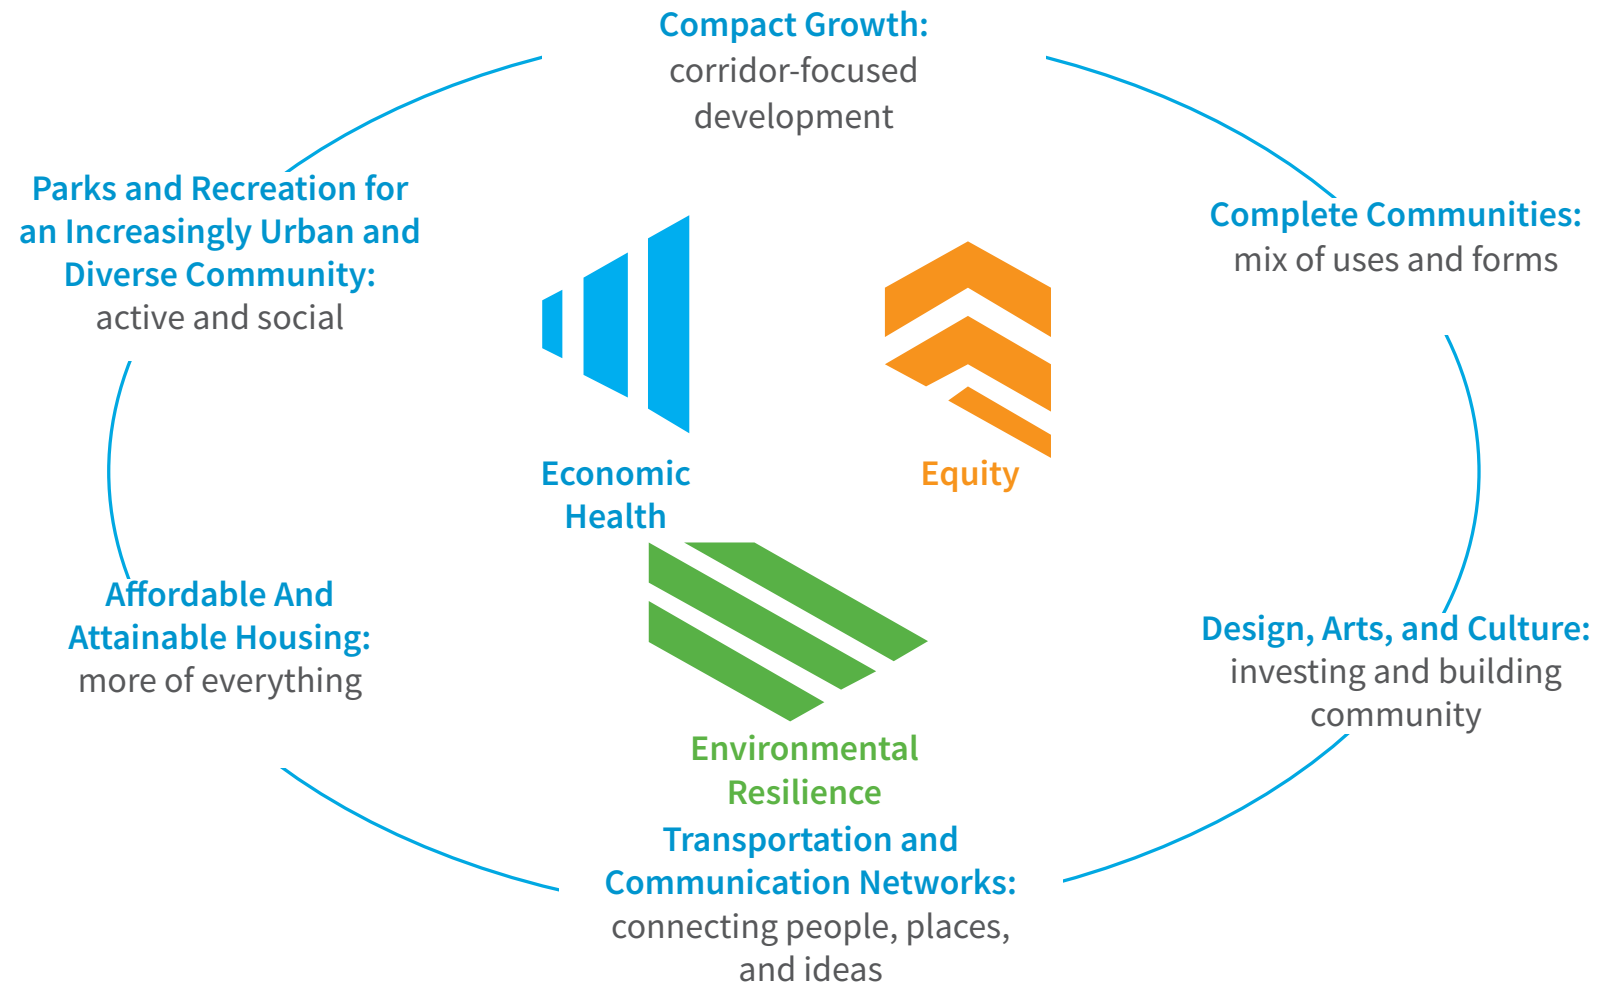 Compact Growth:
corridor-focused
development
Parks and Recreation for
an Increasingly Urban and
Diverse Community:
active and social
Complete Communities:
mix of uses and forms
Economic
Health
Equity
Affordable And
Attainable Housing:
more of everything
Design, Arts, and Culture:
investing and building
community
Environmental
Resilience
Transportation and
Communication Networks:
connecting people, places,
and ideas